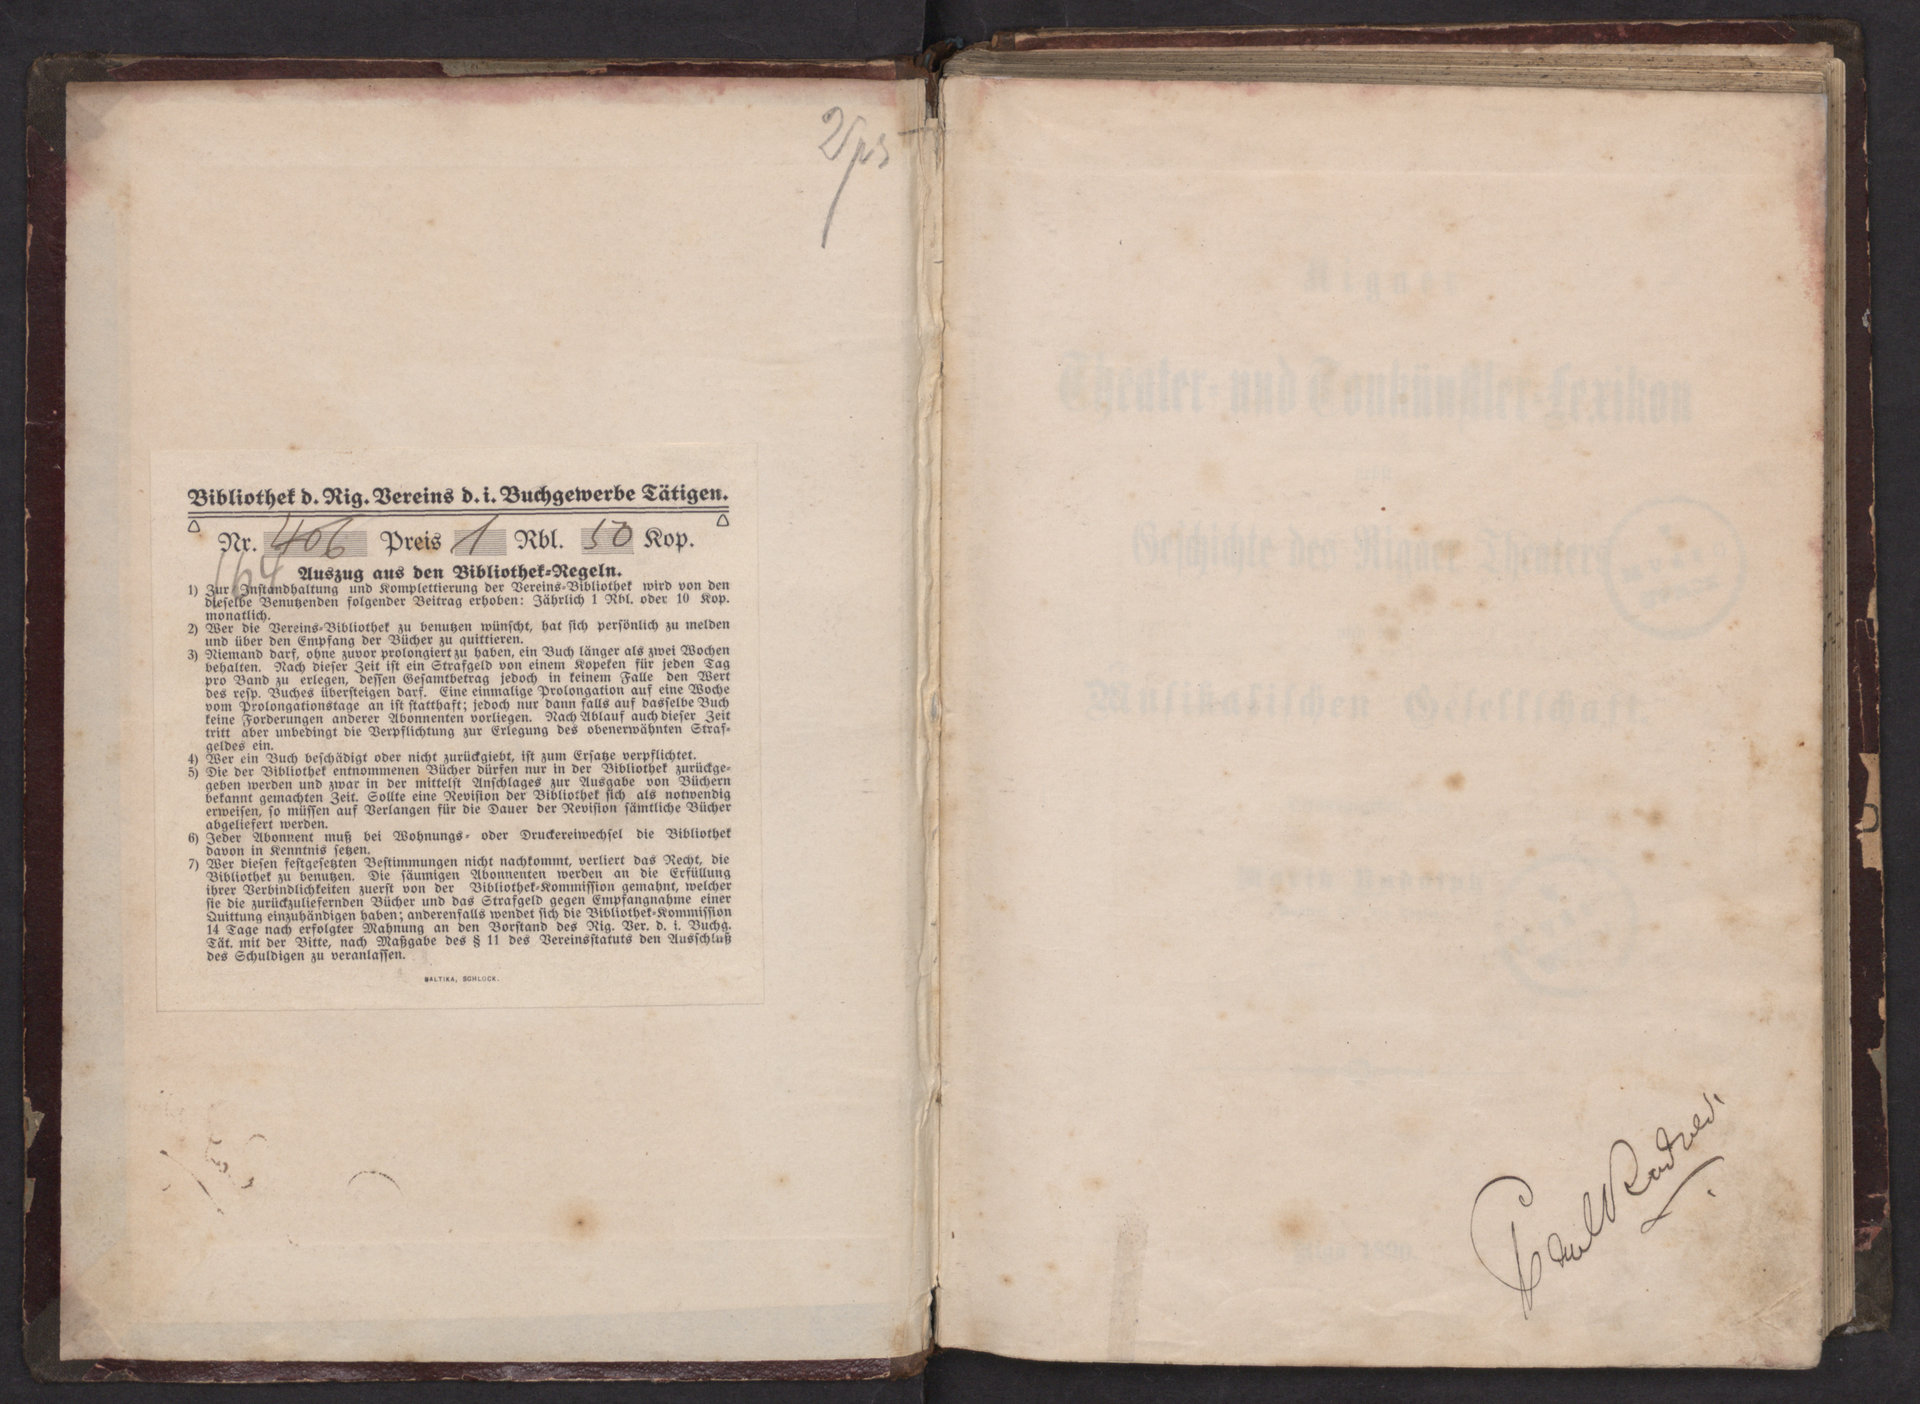 Bibliothek d. Rig. Vereins d. i. Buchgewerbe Tätigen.
Nr. 406 Preis 1 Rbl. 50 Kop.
164
Auszug aus den Bibliothek-Regeln.
1) Zur Instandhaltung und Komplettierung der Vereins-Bibliothek wird von den
dieselbe Benutzenden folgender Beitrag erhoben: Jährlich 1 Rbl. oder 10 Kop.
monatlich.
2) Wer die Vereins-Bibliothek zu benutzen wünscht, hat sich persönlich zu melden
und über den Empfang der Bücher zu quittieren.
3) Niemand darf, ohne zuvor prolongiert zu haben, ein Buch länger als zwei Wochen
behalten. Nach dieser Zeit ist ein Strafgeld von einem Kopeken für jeden Tag
pro Band zu erlegen, dessen Gesamtbetrag jedoch in keinem Falle den Wert
des resp. Buches übersteigen darf. Eine einmalige Prolongation auf eine Woche
vom Prolongationstage an ist statthaft; jedoch nur dann falls auf dasselbe Buch
keine Forderungen anderer Abonnenten vorliegen. Nach Ablauf auch dieser Zeit
tritt aber unbedingt die Verpflichtung zur Erlegung des obenerwähnten Straf-
geldes ein.
4) Wer ein Buch beschädigt oder nicht zurückgiebt, ist zum Ersatze verpflichtet.
5) Die der Bibliothek entnommenen Bücher dürfen nur in der Bibliothek zurückge-
geben werden und zwar in der mittelst Anschlages zur Ausgabe von Büchern
bekannt gemachten Zeit. Sollte eine Revision der Bibliothek sich als notwendig
erweisen, so müssen auf Verlangen für die Dauer der Revision sämtliche Bücher
abgeliefert werden.
6) Jeder Abonnent muß bei Wohnungs- oder Druckereiwechsel die Bibliothek
davon in Kenntnis setzen.
7) Wer diesen festgesetzten Bestimmungen nicht nachkommt, verliert das Recht, die
Bibliothek zu benutzen. Die säumigen Abonnenten werden an die Erfüllung
ihrer Verbindlichkeiten zuerst von der Bibliothek-Kommission gemahnt, welcher
sie die zurückzuliefernden Bücher und das Strafgeld gegen Empfangnahme einer
Quittung einzuhändigen haben; anderenfalls wendet sich die Bibliothek-Kommission
14 Tage nach erfolgter Mahnung an den Vorstand des Rig. Ver. d. i. Buchg.
Tät. mit der Bitte, nach Maßgabe des § 11 des Vereinsstatuts den Ausschluß
des Schuldigen zu veranlassen.
BALTIKA, SCHLOCK.
Rigaer
Theater- und Tonkünstler-Lexikon
Geschichte des Rigaer Theaters
Musikalischen Gesellschaft
Moritz Rudolph
1890.
Paul